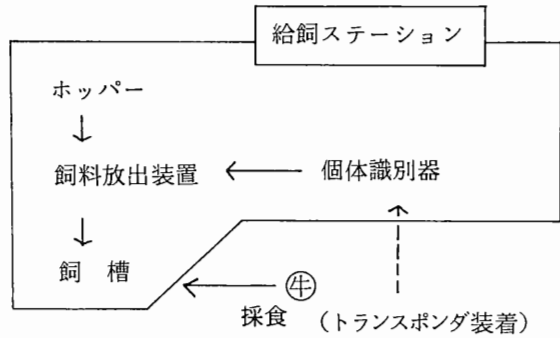 給飼ステーション
ホッパー
飼料放出装置
個体識別器
飼 槽
牛
採食
(トランスポンダ装着)